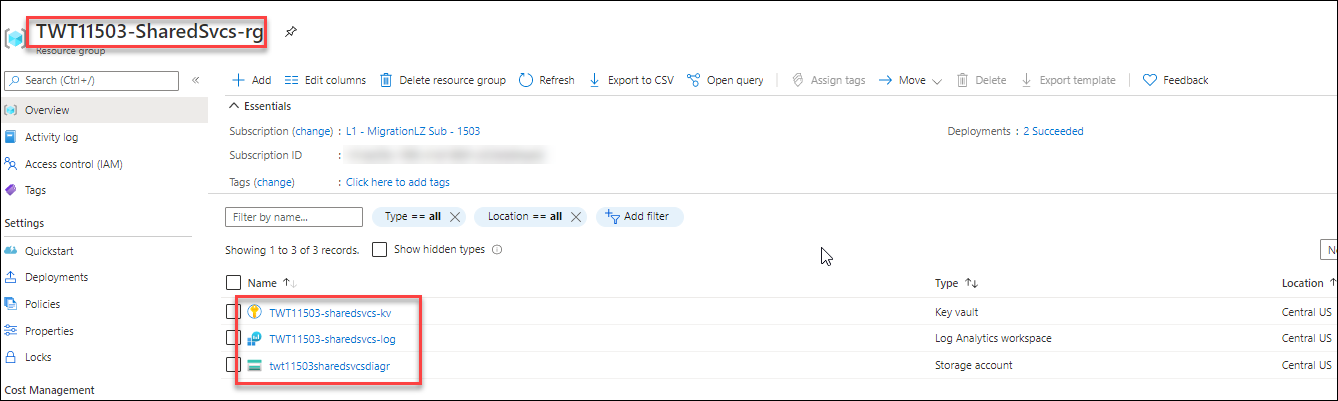 TWT11503-SharedSvcs-rg
Resource group
Search (Ctrl+/)
«
Add
Edit columns
Delete resource group
Refresh
Export to CSV
Open query
Assign tags
Move
Delete
Export template
Feedback
Overview
Activity log
Access control (IAM)
Tags
Settings
Quickstart
Deployments
Policies
Properties
Locks
Cost Management
Essentials
Subscription (change) : L1 - MigrationLZ Sub - 1503
Deployments : 2 Succeeded
Subscription ID :
Tags (change) : Click here to add tags
Filter by name...
Type == all
Location == all
Add filter
Showing 1 to 3 of 3 records.
Show hidden types
Name ↑↓ Type ↑↓ Location ↑
TWT11503-sharedsvcs-kv Key vault Central US
TWT11503-sharedsvcs-log Log Analytics workspace Central US
twt11503sharedsvcsdiagr Storage account Central US